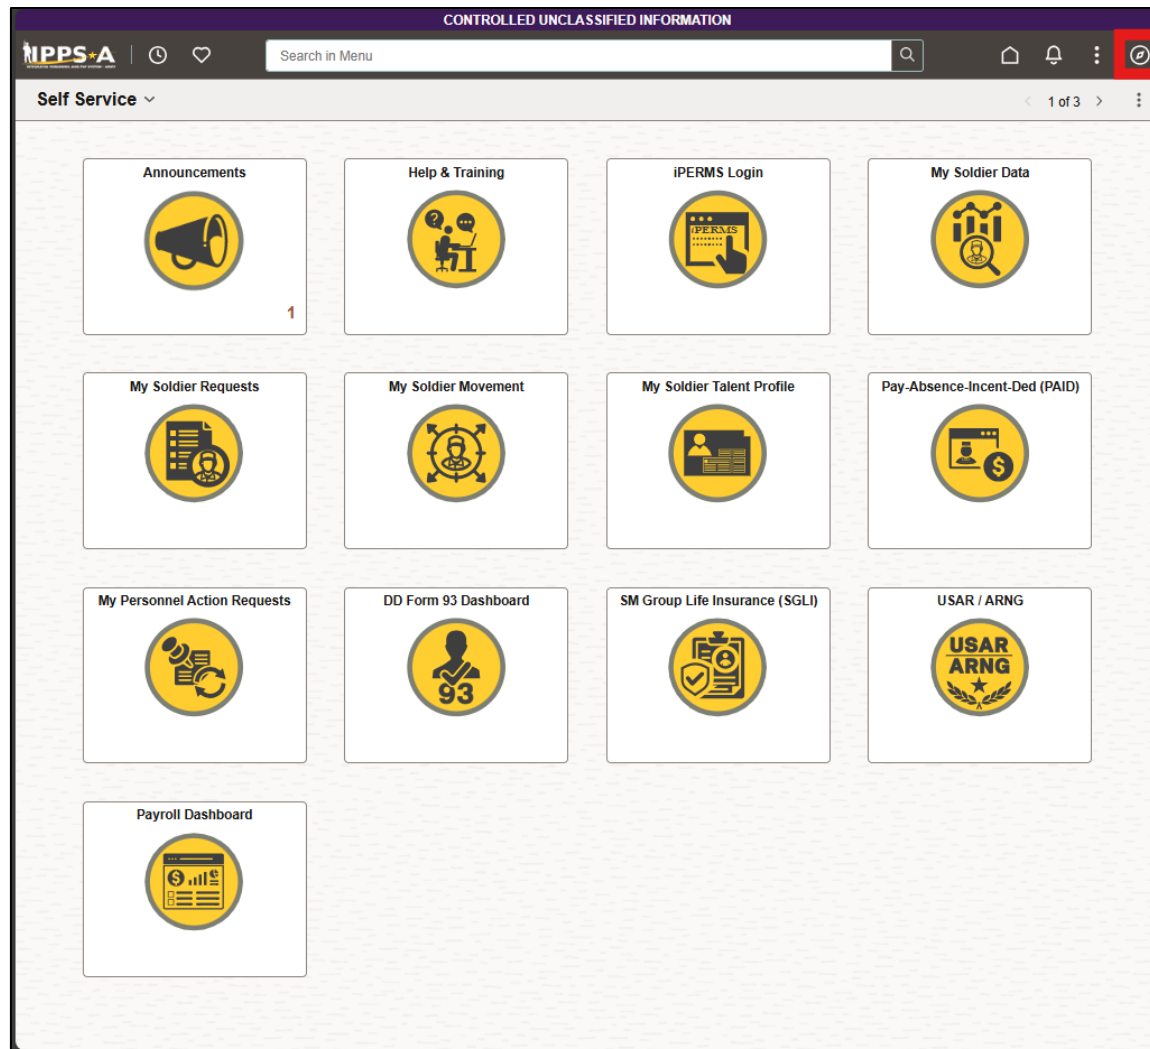 CONTROLLED UNCLASSIFIED INFORMATION
IPPS★A
Search in Menu
Self Service
1 of 3
Announcements
Help & Training
iPERMS Login
My Soldier Data
iPERMS
1
My Soldier Requests
My Soldier Movement
My Soldier Talent Profile
Pay-Absence-Incent-Ded (PAID)
$
My Personnel Action Requests
DD Form 93 Dashboard
SM Group Life Insurance (SGLI)
USAR / ARNG
93
USAR
ARNG
Payroll Dashboard
$